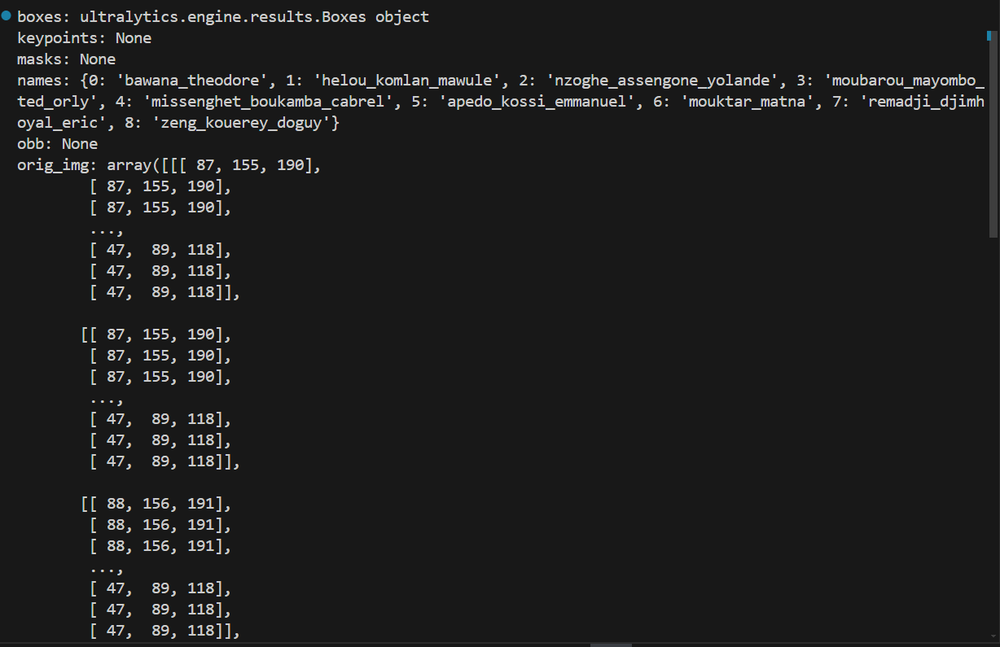 boxes: ultralytics.engine.results.Boxes object
keypoints: None
masks: None
names: {0: 'bawana_theodore', 1: 'helou_komlan_mawule', 2: 'nzoghe_assengone_yolande', 3: 'moubarou_mayombo_
ted_orly', 4: 'missenghet_boukamba_cabrel', 5: 'apedo_kossi_emmanuel', 6: 'mouktar_matna', 7: 'remadji_djimh
oyal_eric', 8: 'zeng_kouerey_doguy'}
obb: None
orig_img: array([[[ 87, 155, 190],
        [ 87, 155, 190],
        [ 87, 155, 190],
        ...,
        [ 47,  89, 118],
        [ 47,  89, 118],
        [ 47,  89, 118]],

       [[ 87, 155, 190],
        [ 87, 155, 190],
        [ 87, 155, 190],
        ...,
        [ 47,  89, 118],
        [ 47,  89, 118],
        [ 47,  89, 118]],

       [[ 88, 156, 191],
        [ 88, 156, 191],
        [ 88, 156, 191],
        ...,
        [ 47,  89, 118],
        [ 47,  89, 118],
        [ 47,  89, 118]],